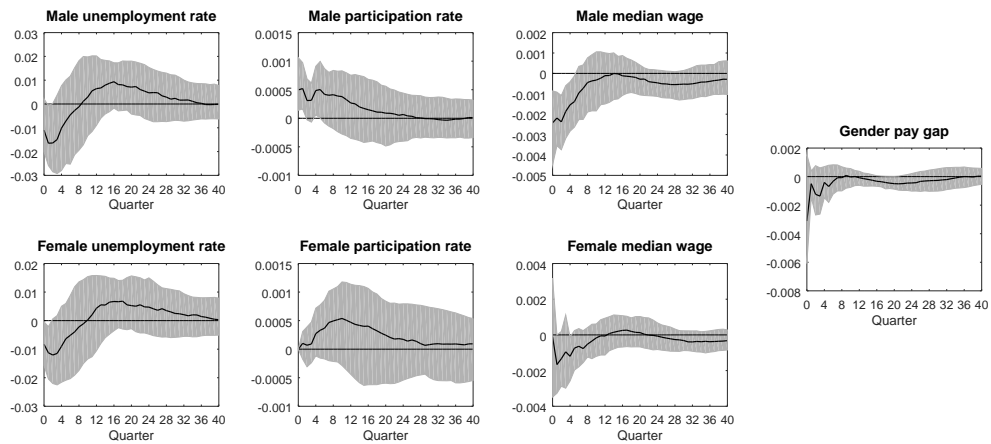 Male unemployment rate
0.03
0.02
0.01
0
-0.01
-0.02
-0.03
0 4 8 12 16 20 24 28 32 36 40
Quarter
Male participation rate
0.0015
0.001
0.0005
0
-0.0005
-0.001
0 4 8 12 16 20 24 28 32 36 40
Quarter
Male median wage
0.002
0.001
0
-0.001
-0.002
-0.003
-0.004
-0.005
0 4 8 12 16 20 24 28 32 36 40
Quarter
Gender pay gap
0.002
0
-0.002
-0.004
-0.006
-0.008
0 4 8 12 16 20 24 28 32 36 40
Quarter
Female unemployment rate
0.02
0.01
0
-0.01
-0.02
-0.03
0 4 8 12 16 20 24 28 32 36 40
Quarter
Female participation rate
0.0015
0.001
0.0005
0
-0.0005
-0.001
0 4 8 12 16 20 24 28 32 36 40
Quarter
Female median wage
0.004
0.002
0
-0.002
-0.004
0 4 8 12 16 20 24 28 32 36 40
Quarter